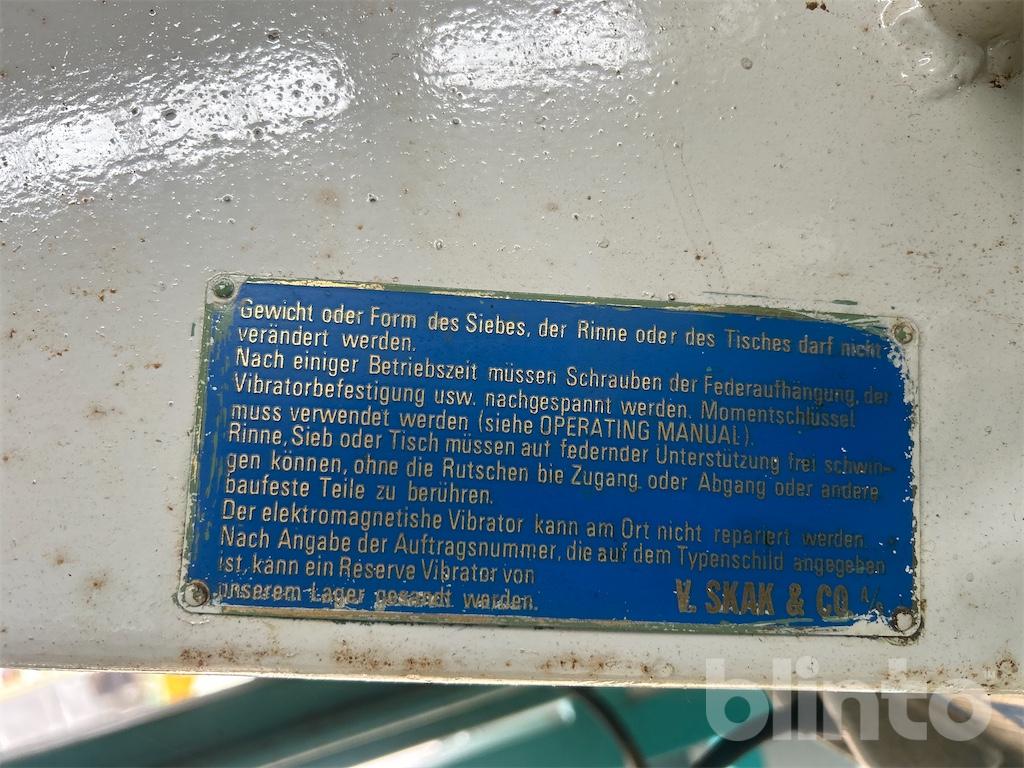 Gewicht oder Form des Siebes, der Rinne oder des Tisches darf nicht
verändert werden.
Nach einiger Betriebszeit müssen Schrauben der Federaufhängung, der
Vibratorbefestigung usw. nachgespannt werden. Momentschlüssel
muss verwendet werden (siehe OPERATING MANUAL).
Rinne, Sieb oder Tisch müssen auf federnder Unterstützung frei schwin-
gen können, ohne die Rutschen bie Zugang oder Abgang oder andere
baufeste Teile zu berühren.
Der elektromagnetishe Vibrator kann am Ort nicht repariert werden.
Nach Angabe der Auftragsnummer, die auf dem Typenschild angegeben
ist, kann ein Reserve Vibrator von
unserem Lager gesandt werden.
V. SKAK & CO. A/S
blinto